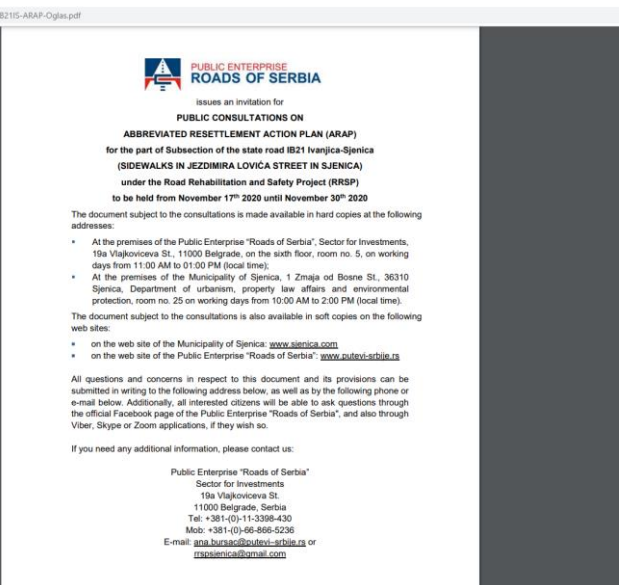 B21IS-ARAP-Oglas.pdf
PUBLIC ENTERPRISE
ROADS OF SERBIA
issues an invitation for
PUBLIC CONSULTATIONS ON
ABBREVIATED RESETTLEMENT ACTION PLAN (ARAP)
for the part of Subsection of the state road IB21 Ivanjica-Sjenica
(SIDEWALKS IN JEZDIMIRA LOVIĆA STREET IN SJENICA)
under the Road Rehabilitation and Safety Project (RRSP)
to be held from November 17th 2020 until November 30th 2020
The document subject to the consultations is made available in hard copies at the following
addresses:
• At the premises of the Public Enterprise "Roads of Serbia", Sector for Investments,
19a Vlajkoviceva St., 11000 Belgrade, on the sixth floor, room no. 5, on working
days from 11:00 AM to 01:00 PM (local time);
• At the premises of the Municipality of Sjenica, 1 Zmaja od Bosne St., 36310
Sjenica, Department of urbanism, property law affairs and environmental
protection, room no. 25 on working days from 10:00 AM to 2:00 PM (local time).
The document subject to the consultations is also available in soft copies on the following
web sites:
• on the web site of the Municipality of Sjenica: www.sjenica.com
• on the web site of the Public Enterprise "Roads of Serbia": www.putevi-srbije.rs
All questions and concerns in respect to this document and its provisions can be
submitted in writing to the following address below, as well as by the following phone or
e-mail below. Additionally, all interested citizens will be able to ask questions through
the official Facebook page of the Public Enterprise "Roads of Serbia", and also through
Viber, Skype or Zoom applications, if they wish so.
If you need any additional information, please contact us:
Public Enterprise "Roads of Serbia"
Sector for Investments
19a Vlajkoviceva St.
11000 Belgrade, Serbia
Tel: +381-(0)-11-3398-430
Mob: +381-(0)-66-866-5236
E-mail: ana.bursac@putevi-srbije.rs or
rrspsjenica@gmail.com